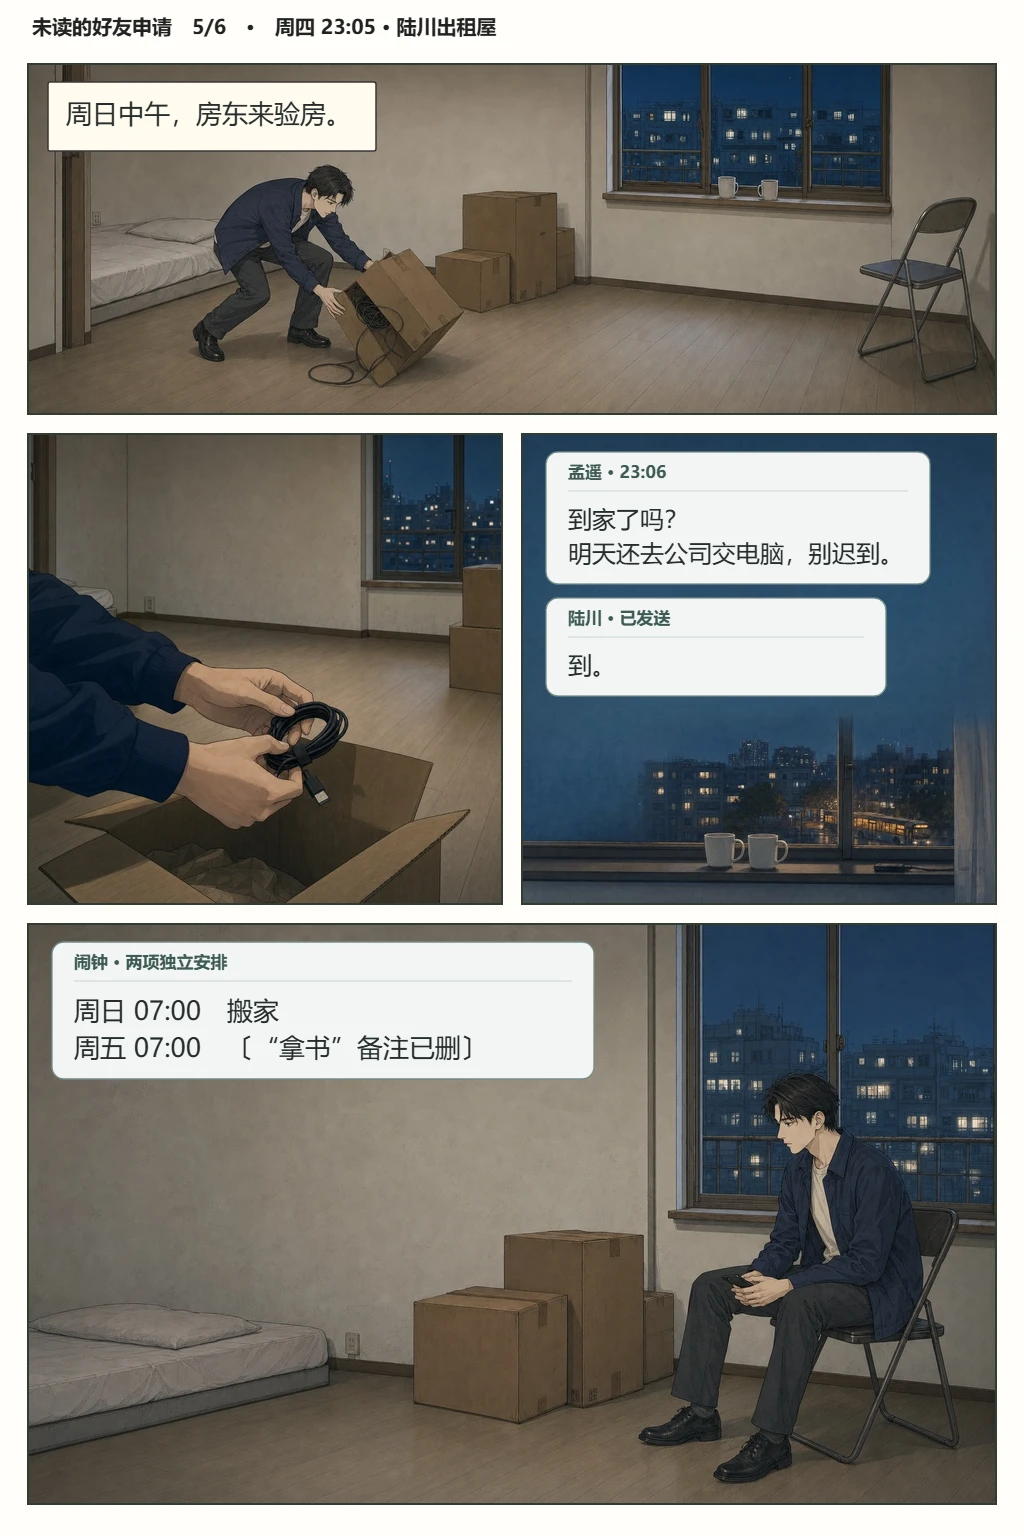 未读的好友申请 5/6 • 周四 23:05 • 陆川出租屋
周日中午，房东来验房。
孟遥 • 23:06
到家了吗？
明天还去公司交电脑，别迟到。
陆川 • 已发送
到。
闹钟 • 两项独立安排
周日 07:00 搬家
周五 07:00 〔“拿书”备注已删〕